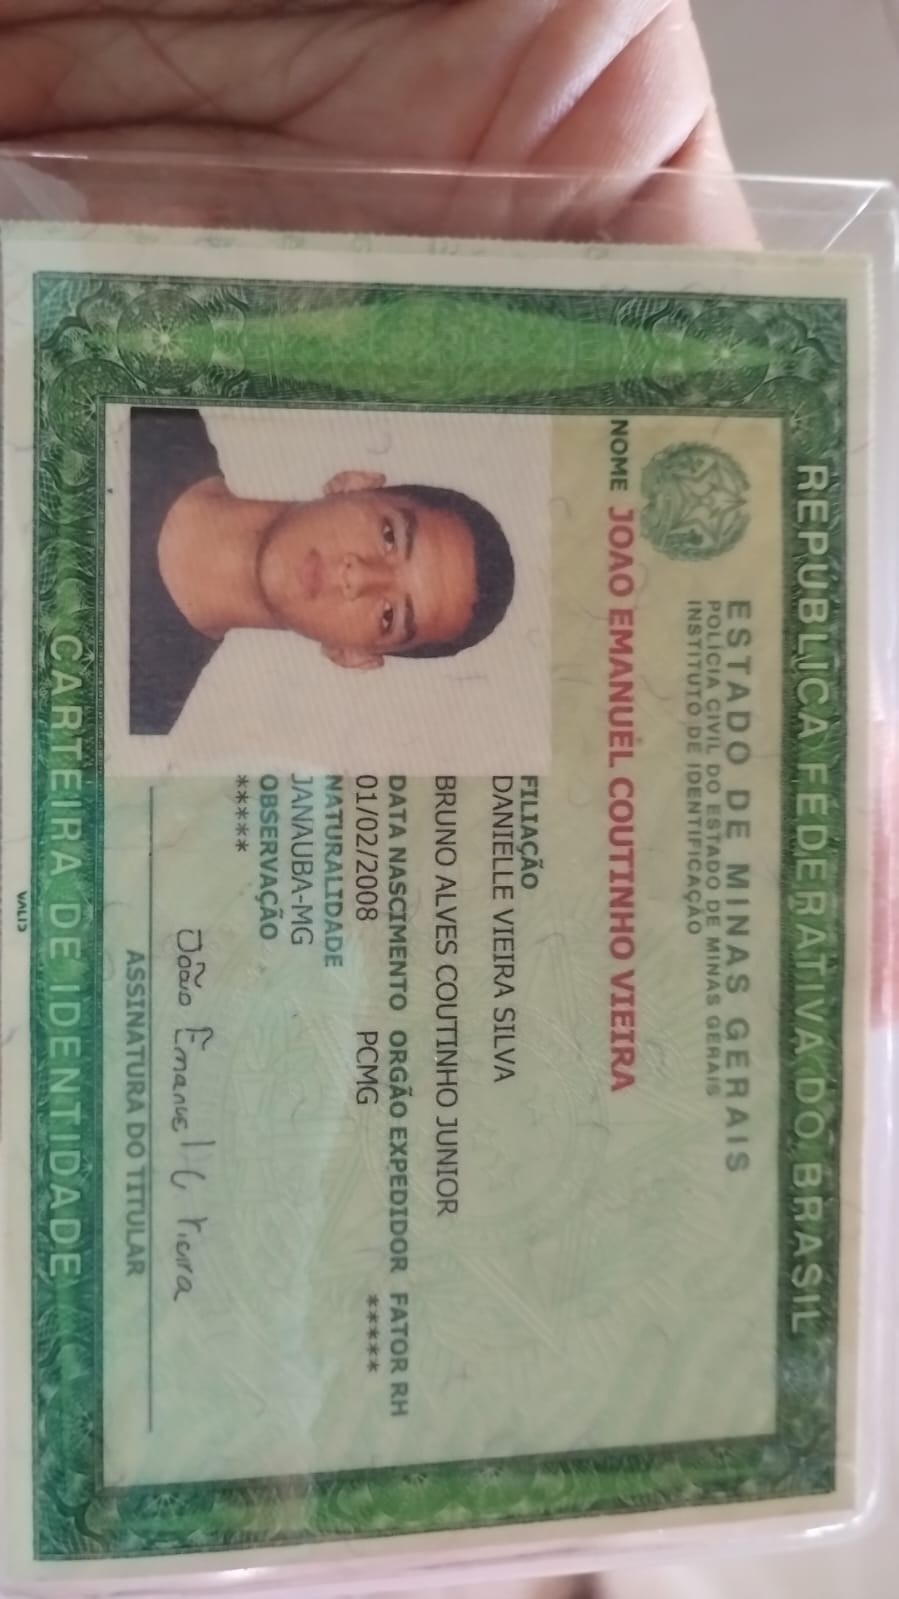 REPÚBLICA FEDERATIVA DO BRASIL
ESTADO DE MINAS GERAIS
POLÍCIA CIVIL DO ESTADO DE MINAS GERAIS
INSTITUTO DE IDENTIFICAÇÃO
NOME JOAO EMANUEL COUTINHO VIEIRA
FILIAÇÃO
DANIELLE VIEIRA SILVA
BRUNO ALVES COUTINHO JUNIOR
DATA NASCIMENTO ORGÃO EXPEDIDOR FATOR RH
01/02/2008 PCMG *****
NATURALIDADE
JANAUBA-MG
OBSERVAÇÃO
*****
João Emanuel C Vieira
ASSINATURA DO TITULAR
CARTEIRA DE IDENTIDADE